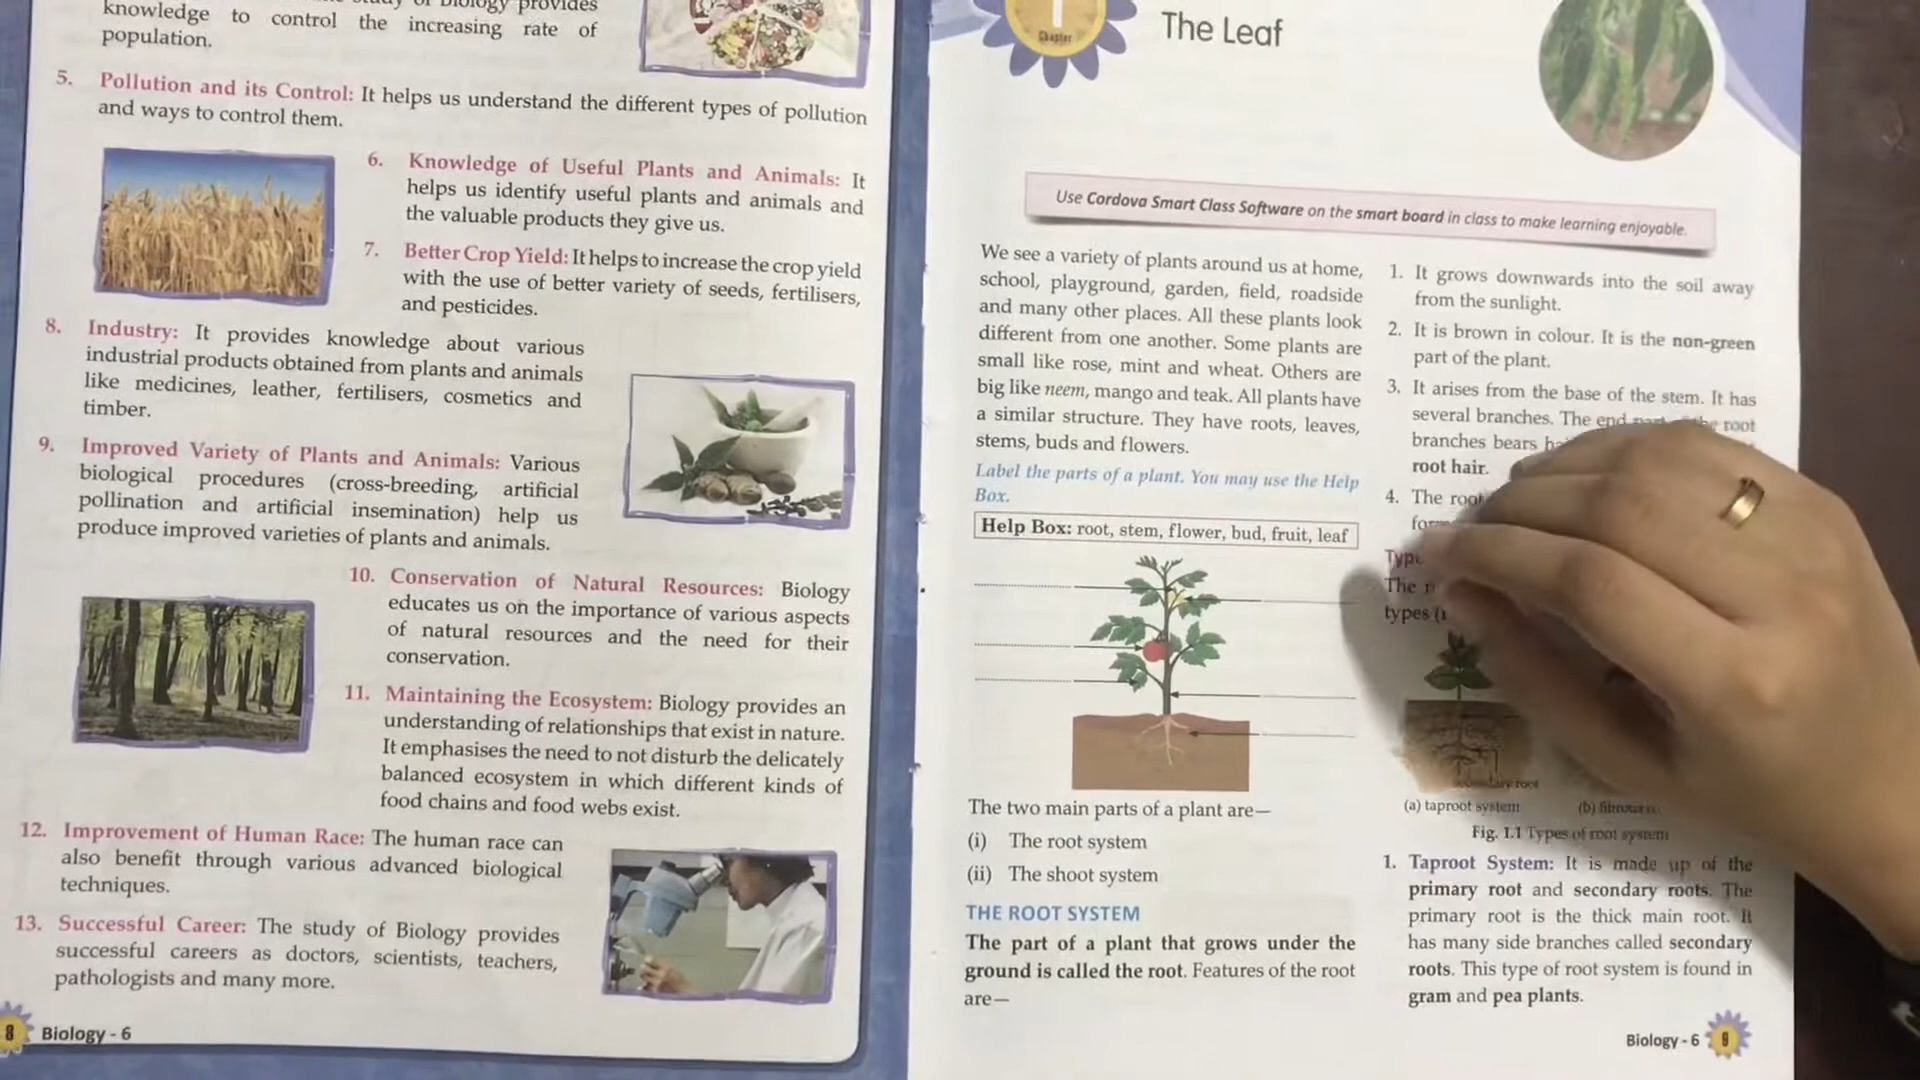 study of Biology provides
knowledge to control the increasing rate of
population.
5. Pollution and its Control: It helps us understand the different types of pollution
and ways to control them.
6. Knowledge of Useful Plants and Animals: It
helps us identify useful plants and animals and
the valuable products they give us.
7. Better Crop Yield: It helps to increase the crop yield
with the use of better variety of seeds, fertilisers,
and pesticides.
8. Industry: It provides knowledge about various
industrial products obtained from plants and animals
like medicines, leather, fertilisers, cosmetics and
timber.
9. Improved Variety of Plants and Animals: Various
biological procedures (cross-breeding, artificial
pollination and artificial insemination) help us
produce improved varieties of plants and animals.
10. Conservation of Natural Resources: Biology
educates us on the importance of various aspects
of natural resources and the need for their
conservation.
11. Maintaining the Ecosystem: Biology provides an
understanding of relationships that exist in nature.
It emphasises the need to not disturb the delicately
balanced ecosystem in which different kinds of
food chains and food webs exist.
12. Improvement of Human Race: The human race can
also benefit through various advanced biological
techniques.
13. Successful Career: The study of Biology provides
successful careers as doctors, scientists, teachers,
pathologists and many more.
8 Biology - 6
1
Chapter
The Leaf
Use Cordova Smart Class Software on the smart board in class to make learning enjoyable.
We see a variety of plants around us at home,
school, playground, garden, field, roadside
and many other places. All these plants look
different from one another. Some plants are
small like rose, mint and wheat. Others are
big like neem, mango and teak. All plants have
a similar structure. They have roots, leaves,
stems, buds and flowers.
Label the parts of a plant. You may use the Help
Box.
Help Box: root, stem, flower, bud, fruit, leaf
The two main parts of a plant are—
(i) The root system
(ii) The shoot system
THE ROOT SYSTEM
The part of a plant that grows under the
ground is called the root. Features of the root
are—
1. It grows downwards into the soil away
from the sunlight.
2. It is brown in colour. It is the non-green
part of the plant.
3. It arises from the base of the stem. It has
several branches. The end root
branches bears
root hair.
4. The root
The
types
(a) taproot system (b)
Fig. 1.1 Types of root system
1. Taproot System: It is made up of the
primary root and secondary roots. The
primary root is the thick main root. It
has many side branches called secondary
roots. This type of root system is found in
gram and pea plants.
Biology - 6 9